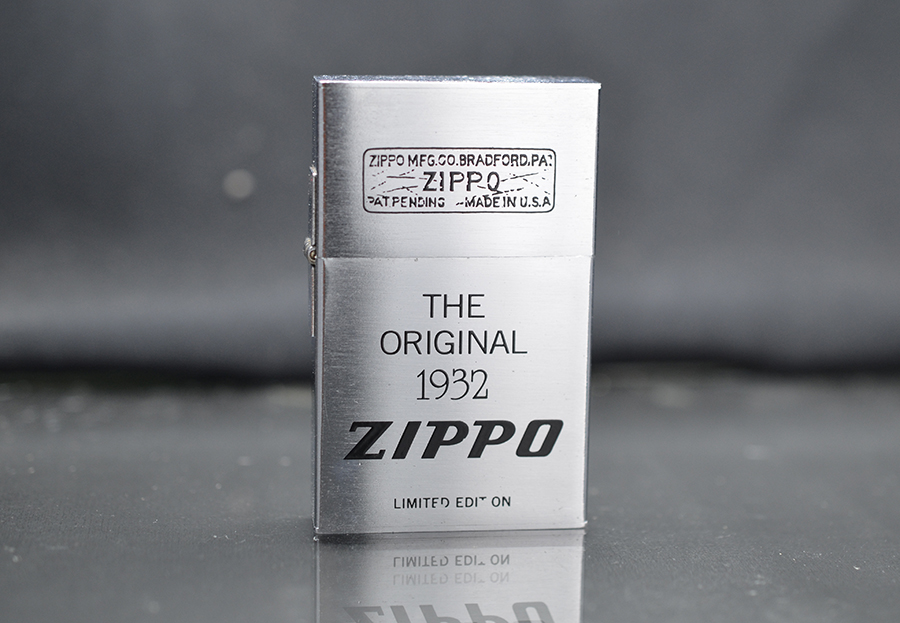 ZIPPO MFG.CO.BRADFORD,PA.
ZIPPO
PAT PENDING MADE IN U.S.A
THE
ORIGINAL
1932
ZIPPO
LIMITED EDITION